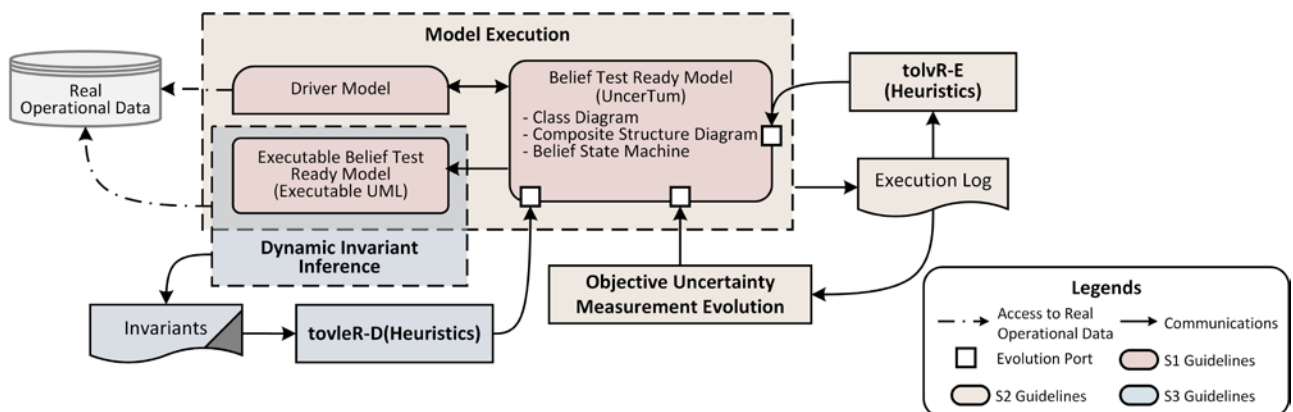 Model Execution
Real
Operational Data
Driver Model
Belief Test Ready Model
(UncerTum)
- Class Diagram
- Composite Structure Diagram
- Belief State Machine
tolvR-E
(Heuristics)
Executable Belief Test
Ready Model
(Executable UML)
Execution Log
Dynamic Invariant
Inference
Objective Uncertainty
Measurement Evolution
Invariants
tovleR-D(Heuristics)
Legends
Access to Real
Operational Data
Communications
Evolution Port
S1 Guidelines
S2 Guidelines
S3 Guidelines